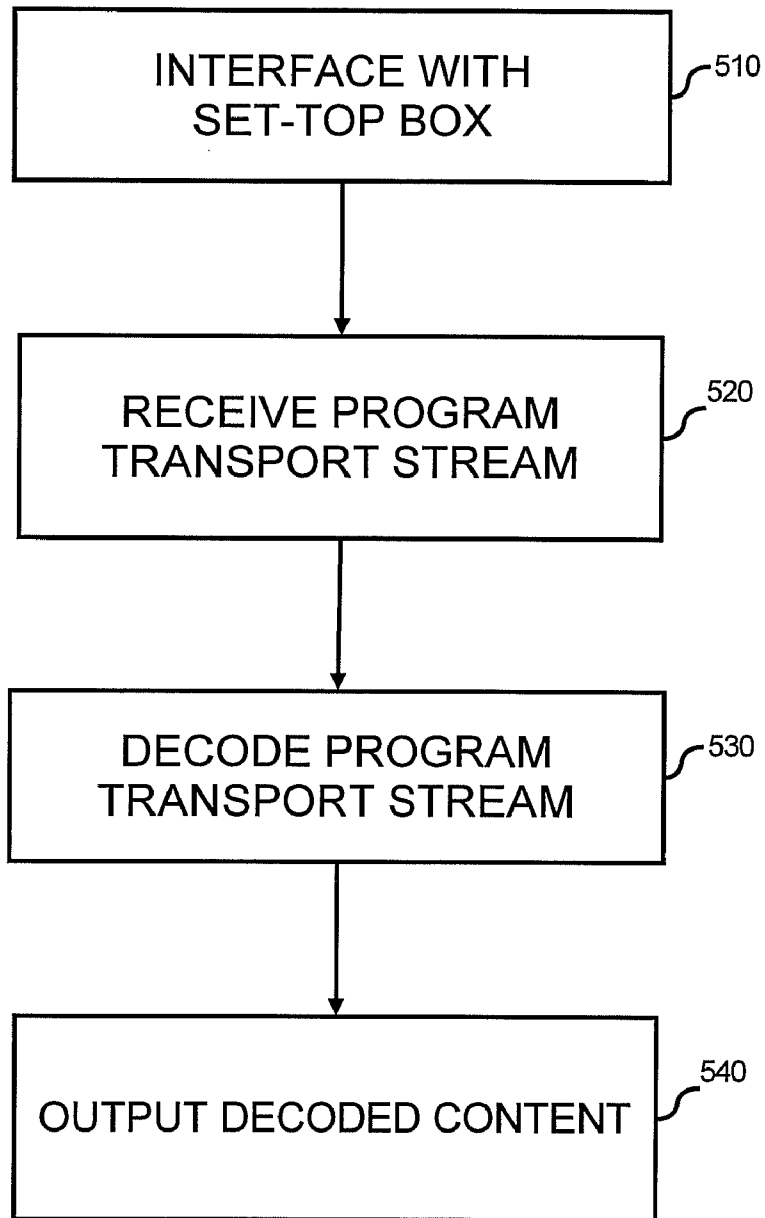 INTERFACE WITH
SET-TOP BOX
510
RECEIVE PROGRAM
TRANSPORT STREAM
520
DECODE PROGRAM
TRANSPORT STREAM
530
OUTPUT DECODED CONTENT
540